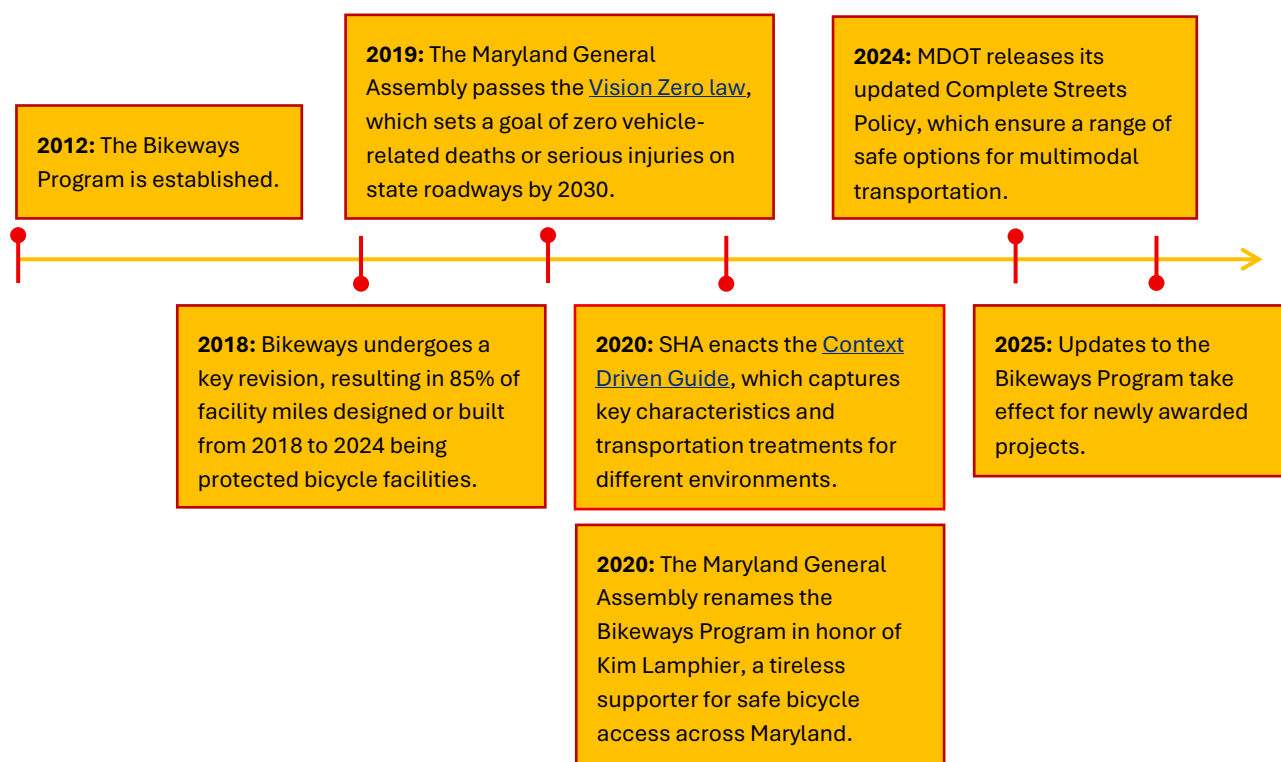 2012: The Bikeways
Program is established.
2018: Bikeways undergoes a
key revision, resulting in 85% of
facility miles designed or built
from 2018 to 2024 being
protected bicycle facilities.
2019: The Maryland General
Assembly passes the Vision Zero law,
which sets a goal of zero vehicle-
related deaths or serious injuries on
state roadways by 2030.
2020: SHA enacts the Context
Driven Guide, which captures
key characteristics and
transportation treatments for
different environments.
2020: The Maryland General
Assembly renames the
Bikeways Program in honor of
Kim Lamphier, a tireless
supporter for safe bicycle
access across Maryland.
2024: MDOT releases its
updated Complete Streets
Policy, which ensure a range of
safe options for multimodal
transportation.
2025: Updates to the
Bikeways Program take
effect for newly awarded
projects.